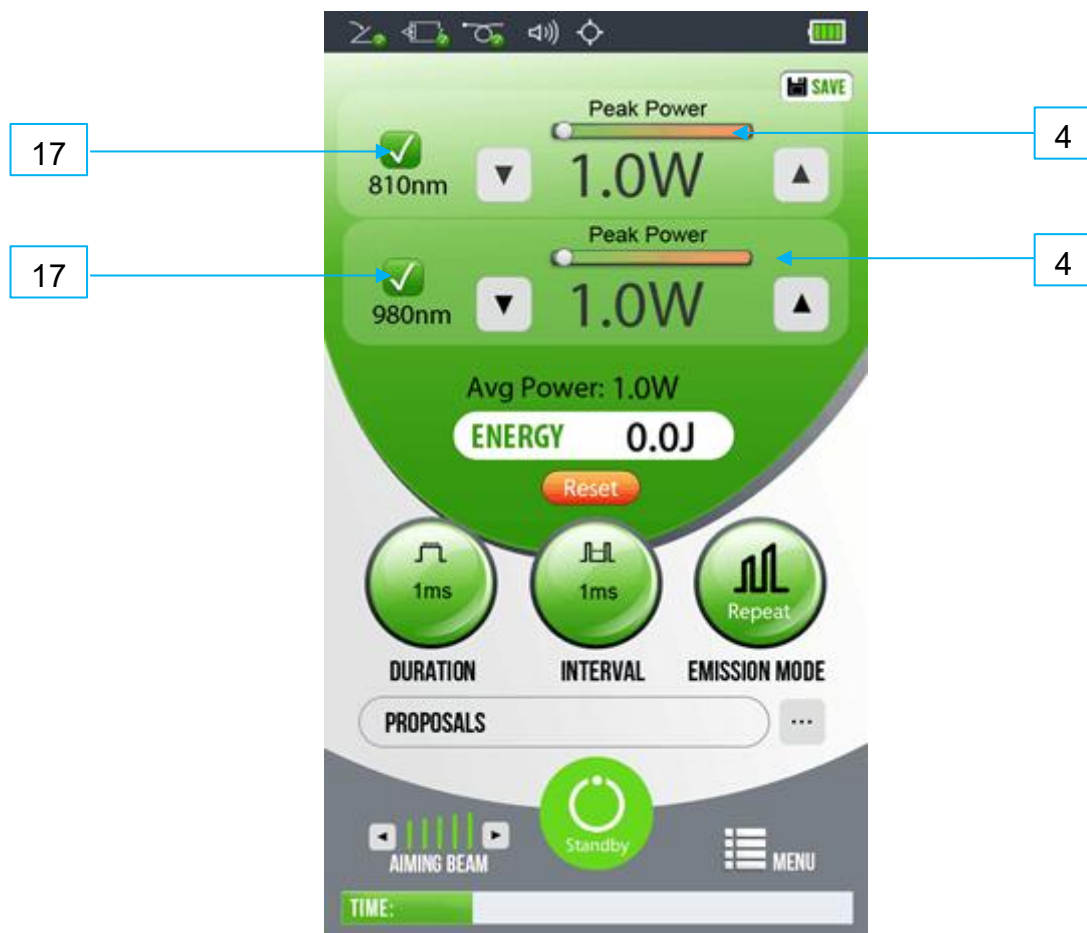 SAVE
Peak Power
17
4
810nm
▼ 1.0W ▲
Peak Power
17
4
980nm
▼ 1.0W ▲
Avg Power: 1.0W
ENERGY 0.0J
Reset
1ms
1ms
Repeat
DURATION INTERVAL EMISSION MODE
PROPOSALS ...
Standby
AIMING BEAM
MENU
TIME: